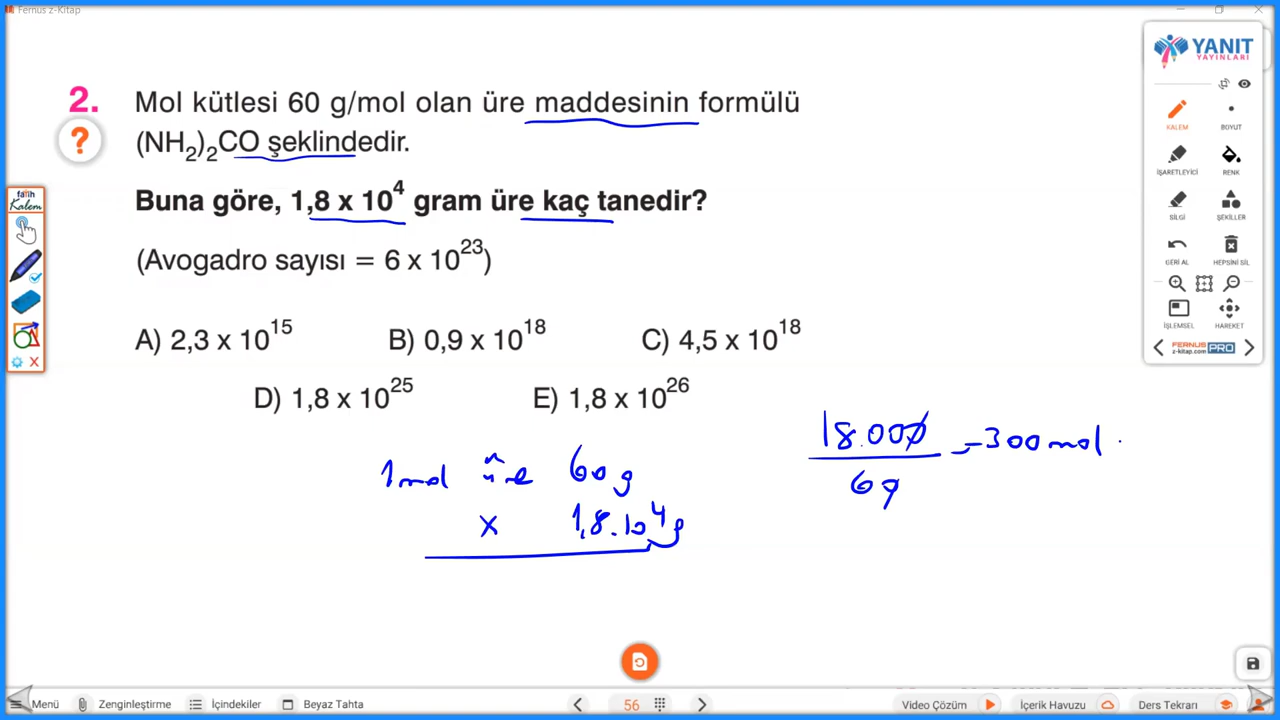 Fernus z-Kitap
YANIT
YAYINLARI
2. Mol kütlesi 60 g/mol olan üre maddesinin formülü
? (NH2)2CO şeklindedir.
Buna göre, 1,8 x 10^4 gram üre kaç tanedir?
(Avogadro sayısı = 6 x 10^23)
A) 2,3 x 10^15 B) 0,9 x 10^18 C) 4,5 x 10^18
D) 1,8 x 10^25 E) 1,8 x 10^26
1 mol üre 60 g
x 1,8.10^4 g
18.000
60
= 300 mol
fatih
Kalem
KALEM BOYUT
İŞARETLEYİCİ RENK
SİLGİ ŞEKİLLER
GERİ AL HEPSİNİ SİL
İŞLEMSEL HAREKET
FERNUS
z-kitap.com PRO
Menü Zenginleştirme İçindekiler Beyaz Tahta 56 Video Çözüm İçerik Havuzu Ders Tekrarı